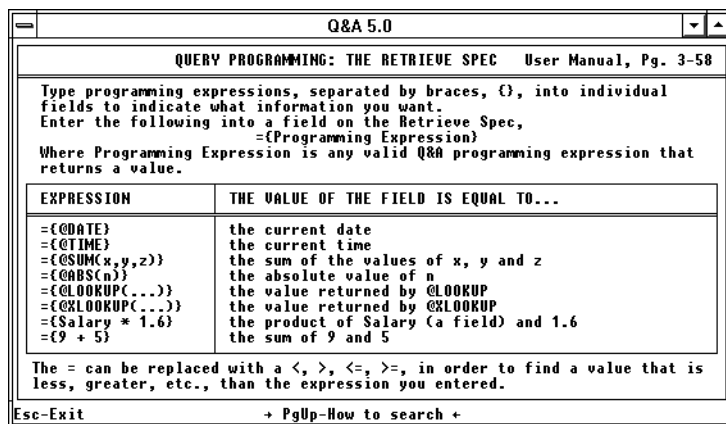 Q&A 5.0
QUERY PROGRAMMING: THE RETRIEVE SPEC User Manual, Pg. 3-58
Type programming expressions, separated by braces, {}, into individual
fields to indicate what information you want.
Enter the following into a field on the Retrieve Spec,
={Programming Expression}
Where Programming Expression is any valid Q&A programming expression that
returns a value.
EXPRESSION THE VALUE OF THE FIELD IS EQUAL TO...
={@DATE} the current date
={@TIME} the current time
={@SUM(x,y,z)} the sum of the values of x, y and z
={@ABS(n)} the absolute value of n
={@LOOKUP(...)} the value returned by @LOOKUP
={@XLOOKUP(...)} the value returned by @XLOOKUP
={Salary * 1.6} the product of Salary (a field) and 1.6
={9 + 5} the sum of 9 and 5
The = can be replaced with a <, >, <=, >=, in order to find a value that is
less, greater, etc., than the expression you entered.
Esc-Exit → PgUp-How to search ←